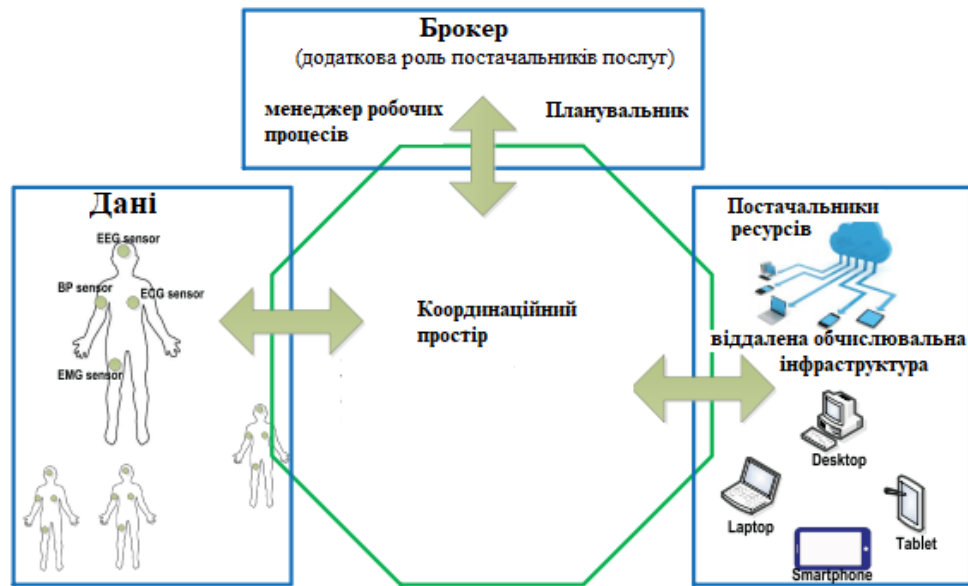 Брокер
(додаткова роль постачальників послуг)
менеджер робочих
процесів
Планувальник
Дані
EEG sensor
BP sensor
ECG sensor
EMG sensor
Координаційний
простір
Постачальники
ресурсів
віддалена обчислювальна
інфраструктура
Desktop
Laptop
Tablet
Smartphone